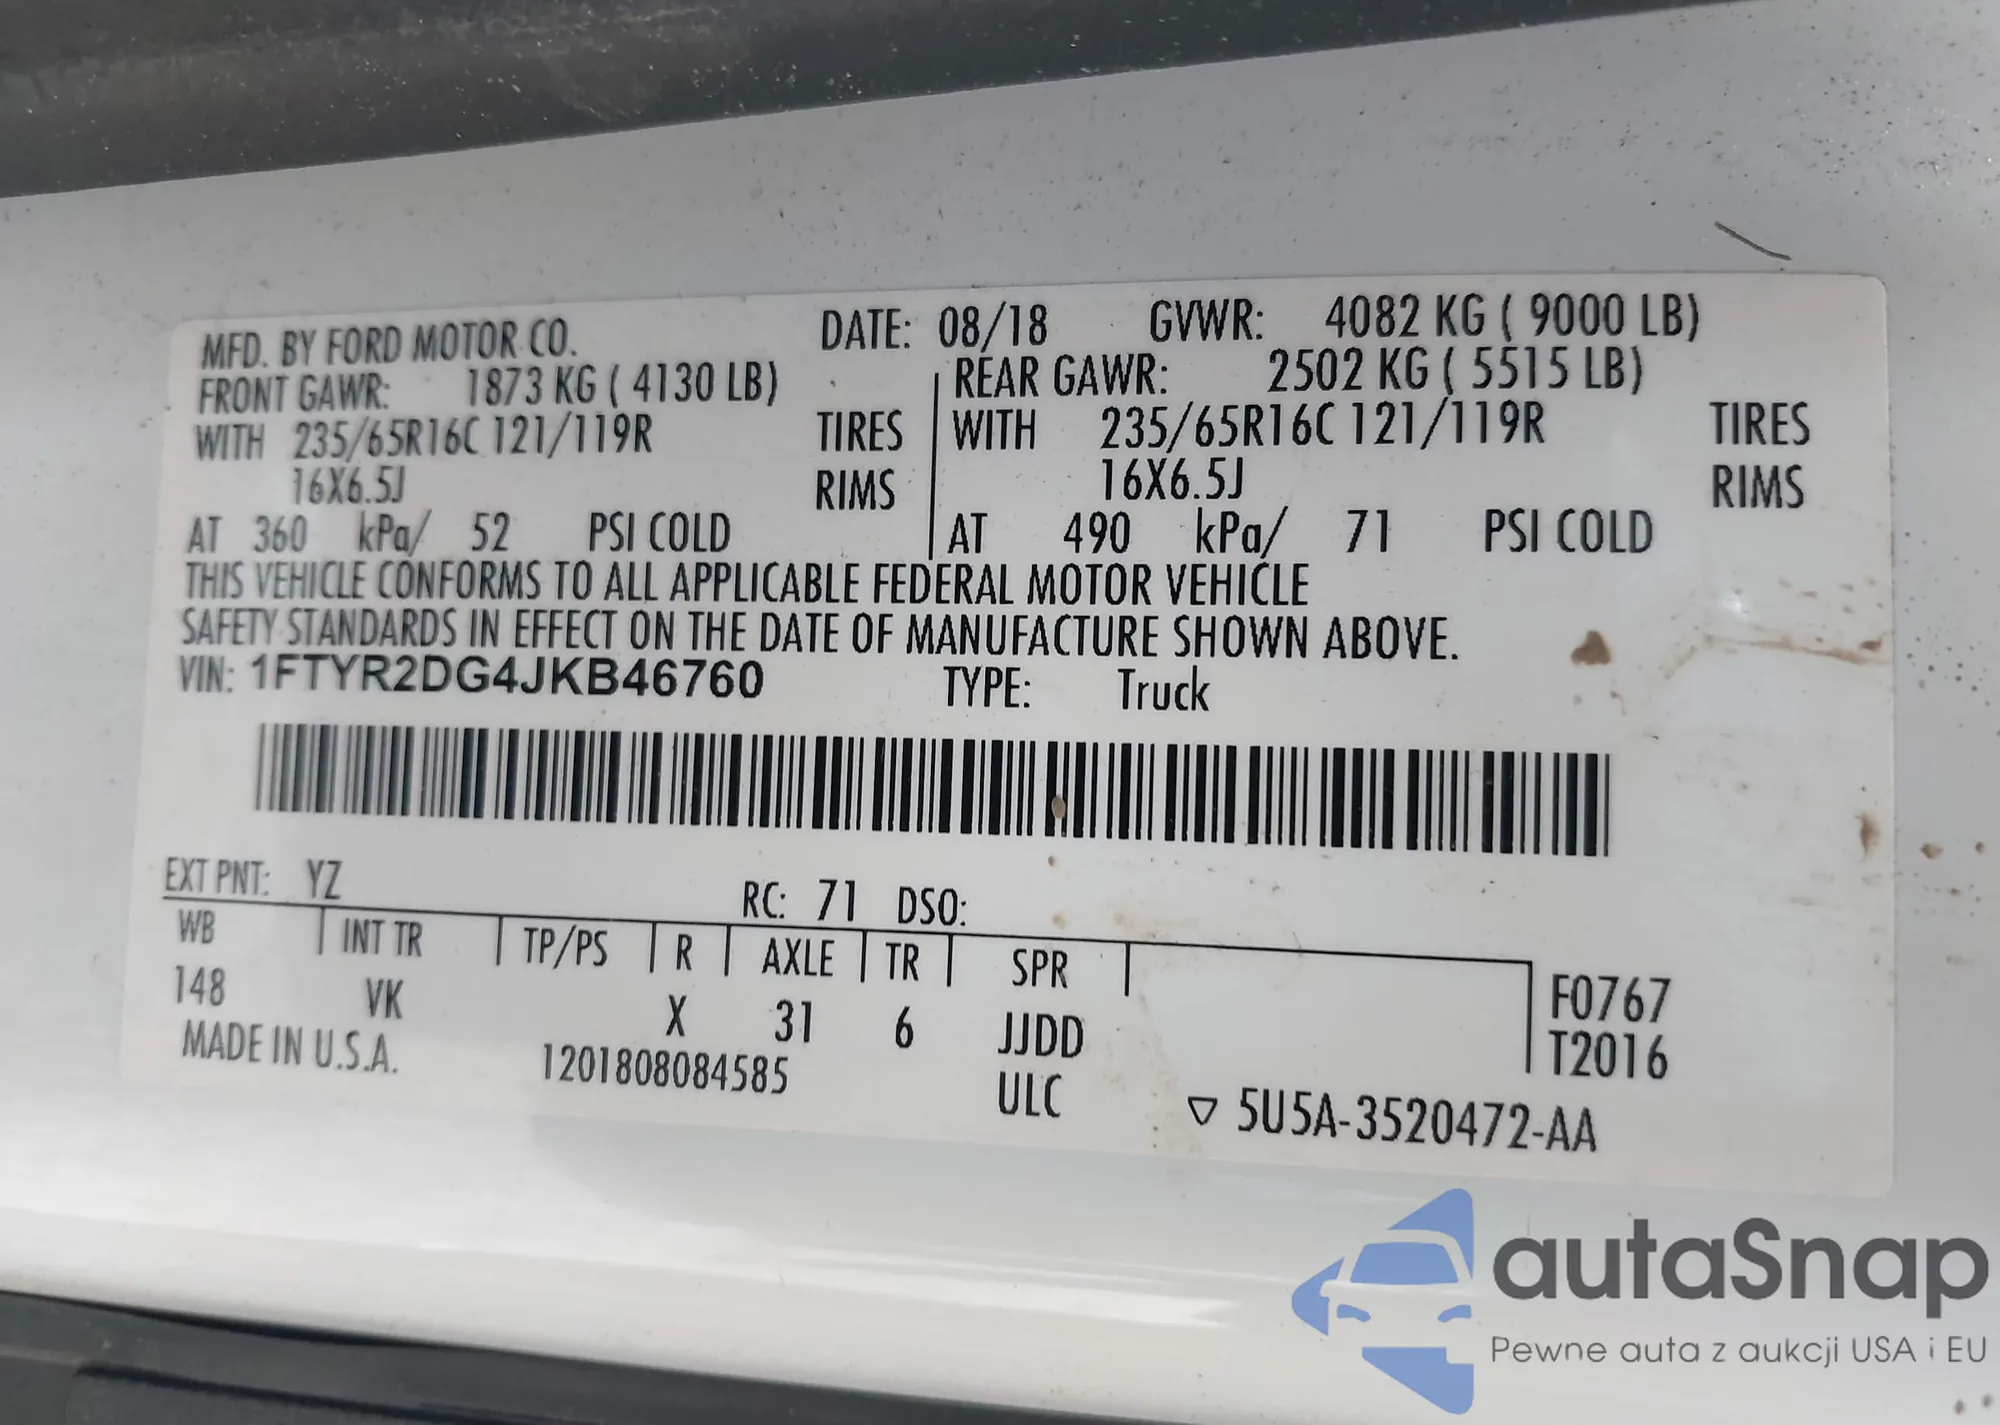 MFD. BY FORD MOTOR CO. DATE: 08/18 GVWR: 4082 KG ( 9000 LB)
FRONT GAWR: 1873 KG ( 4130 LB) REAR GAWR: 2502 KG ( 5515 LB)
WITH 235/65R16C 121/119R TIRES WITH 235/65R16C 121/119R TIRES
16X6.5J RIMS 16X6.5J RIMS
AT 360 kPa/ 52 PSI COLD AT 490 kPa/ 71 PSI COLD
THIS VEHICLE CONFORMS TO ALL APPLICABLE FEDERAL MOTOR VEHICLE
SAFETY STANDARDS IN EFFECT ON THE DATE OF MANUFACTURE SHOWN ABOVE.
VIN: 1FTYR2DG4JKB46760 TYPE: Truck
EXT PNT: YZ RC: 71 DSO:
WB INT TR TP/PS R AXLE TR SPR
148 VK X 31 6 JJDD F0767
MADE IN U.S.A. 1201808084585 ULC T2016
▽ 5U5A-3520472-AA
autaSnap
Pewne auta z aukcji USA i EU